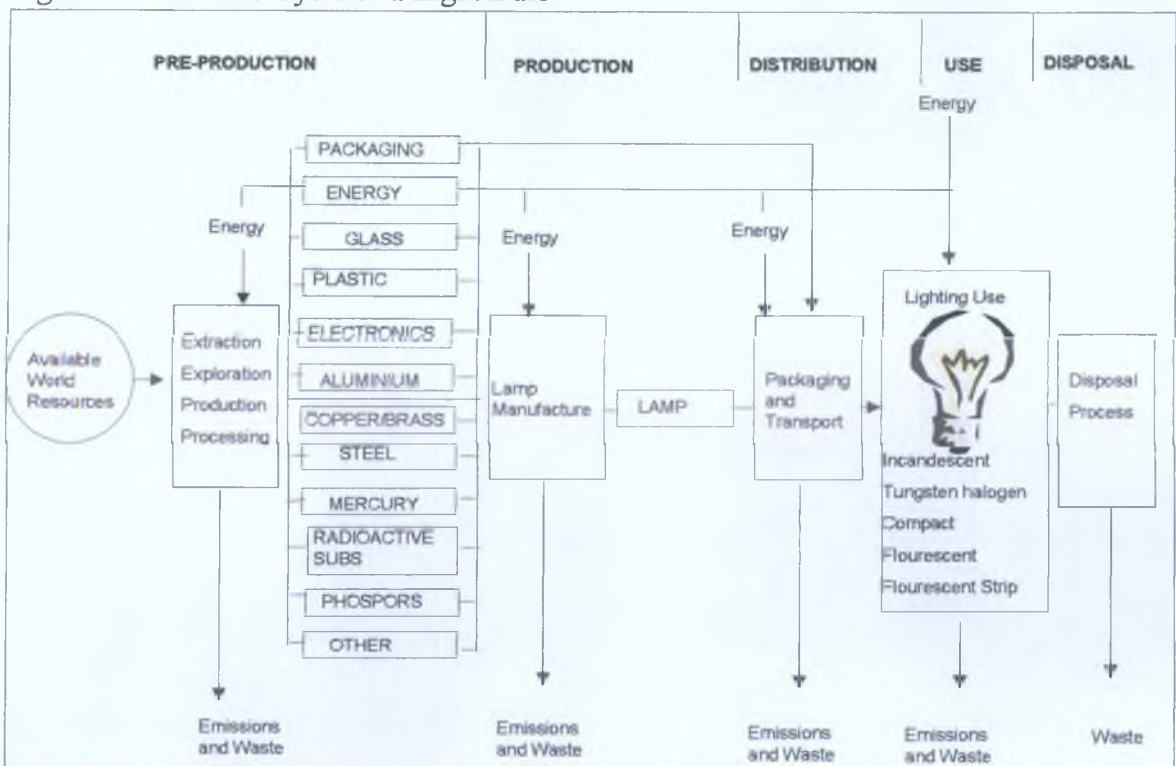 PRE-PRODUCTION
PRODUCTION
DISTRIBUTION
USE
DISPOSAL
Energy
PACKAGING
ENERGY
Energy
GLASS
Energy
Energy
PLASTIC
Lighting Use
ELECTRONICS
Available
World
Resources
Extraction
Exploration
Production
Processing
ALUMINIUM
COPPER/BRASS
STEEL
MERCURY
RADIOACTIVE
SUBS
PHOSPORS
OTHER
Lamp
Manufacture
LAMP
Packaging
and
Transport
Incandescent
Tungsten halogen
Compact
Flourescent
Flourescent Strip
Disposal
Process
Emissions
and Waste
Emissions
and Waste
Emissions
and Waste
Emissions
and Waste
Waste